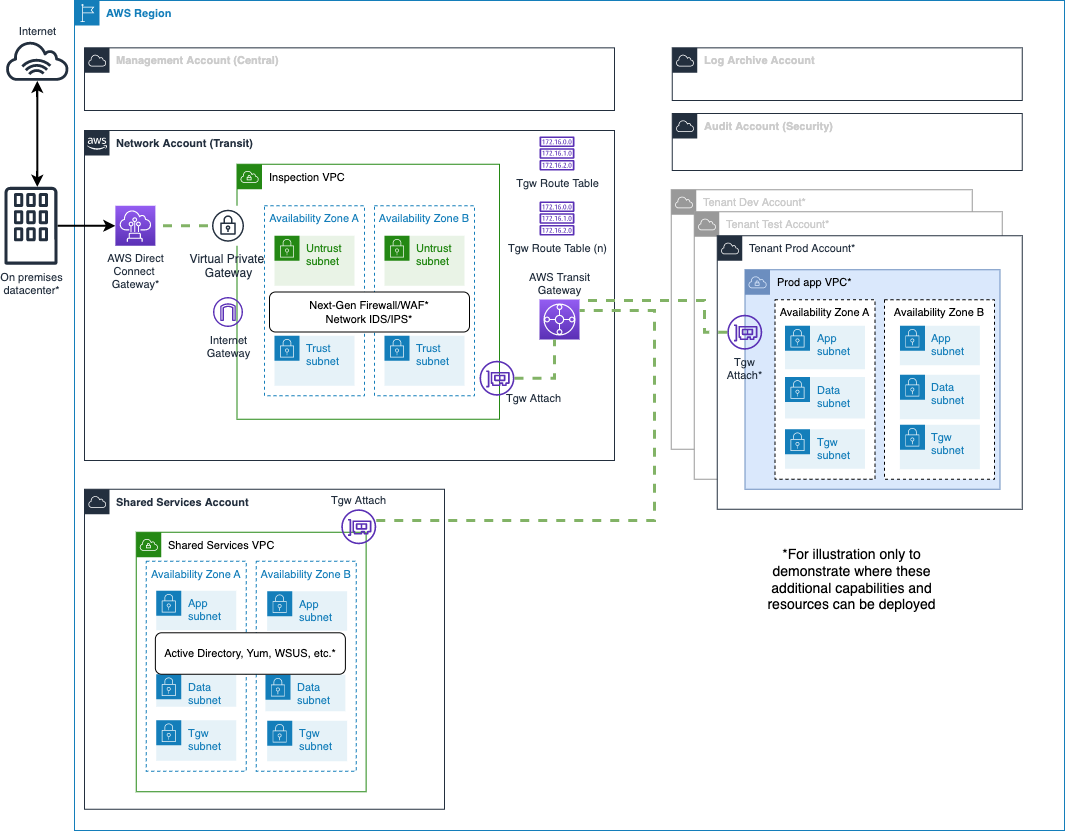 AWS Region
Internet
Management Account (Central)
Log Archive Account
Audit Account (Security)
aws
Network Account (Transit)
172.16.0.0
172.16.1.0
172.16.2.0
Tgw Route Table
172.16.0.0
172.16.1.0
172.16.2.0
Tgw Route Table (n)
AWS Transit
Gateway
Inspection VPC
Availability Zone A
Availability Zone B
Untrust
subnet
Untrust
subnet
Next-Gen Firewall/WAF*
Network IDS/IPS*
Trust
subnet
Trust
subnet
Tgw Attach
On premises
datacenter*
AWS Direct
Connect
Gateway*
Virtual Private
Gateway
Internet
Gateway
Tenant Dev Account*
Tenant Test Account*
Tenant Prod Account*
Prod app VPC*
Availability Zone A
Availability Zone B
App
subnet
App
subnet
Data
subnet
Data
subnet
Tgw
subnet
Tgw
subnet
Tgw
Attach*
Shared Services Account
Tgw Attach
Shared Services VPC
Availability Zone A
Availability Zone B
App
subnet
App
subnet
Active Directory, Yum, WSUS, etc.*
Data
subnet
Data
subnet
Tgw
subnet
Tgw
subnet
*For illustration only to
demonstrate where these
additional capabilities and
resources can be deployed